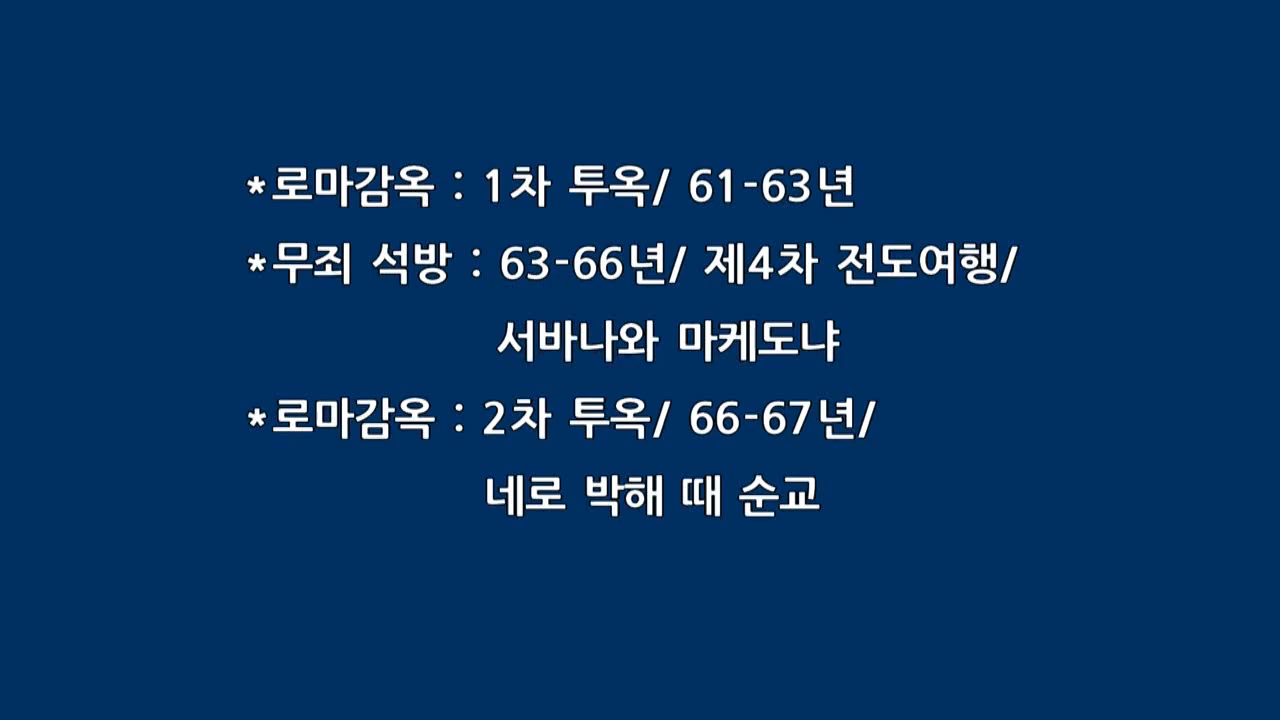 *로마감옥 : 1차 투옥/ 61-63년
*무죄 석방 : 63-66년/ 제4차 전도여행/
서바나와 마케도냐
*로마감옥 : 2차 투옥/ 66-67년/
네로 박해 때 순교